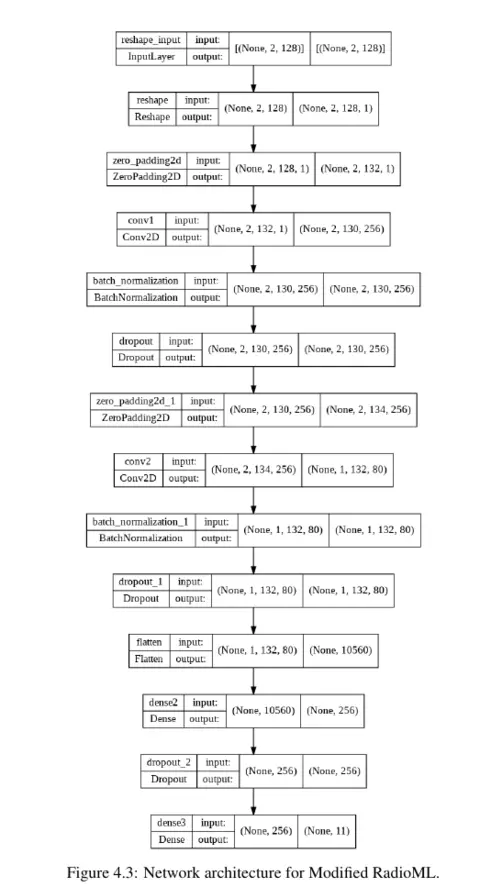 reshape_input input: [(None, 2, 128)] [(None, 2, 128)]
InputLayer output:
reshape input: (None, 2, 128) (None, 2, 128, 1)
Reshape output:
zero_padding2d input: (None, 2, 128, 1) (None, 2, 132, 1)
ZeroPadding2D output:
conv1 input: (None, 2, 132, 1) (None, 2, 130, 256)
Conv2D output:
batch_normalization input: (None, 2, 130, 256) (None, 2, 130, 256)
BatchNormalization output:
dropout input: (None, 2, 130, 256) (None, 2, 130, 256)
Dropout output:
zero_padding2d_1 input: (None, 2, 130, 256) (None, 2, 134, 256)
ZeroPadding2D output:
conv2 input: (None, 2, 134, 256) (None, 1, 132, 80)
Conv2D output:
batch_normalization_1 input: (None, 1, 132, 80) (None, 1, 132, 80)
BatchNormalization output:
dropout_1 input: (None, 1, 132, 80) (None, 1, 132, 80)
Dropout output:
flatten input: (None, 1, 132, 80) (None, 10560)
Flatten output:
dense2 input: (None, 10560) (None, 256)
Dense output:
dropout_2 input: (None, 256) (None, 256)
Dropout output:
dense3 input: (None, 256) (None, 11)
Dense output:
Figure 4.3: Network architecture for Modified RadioML.